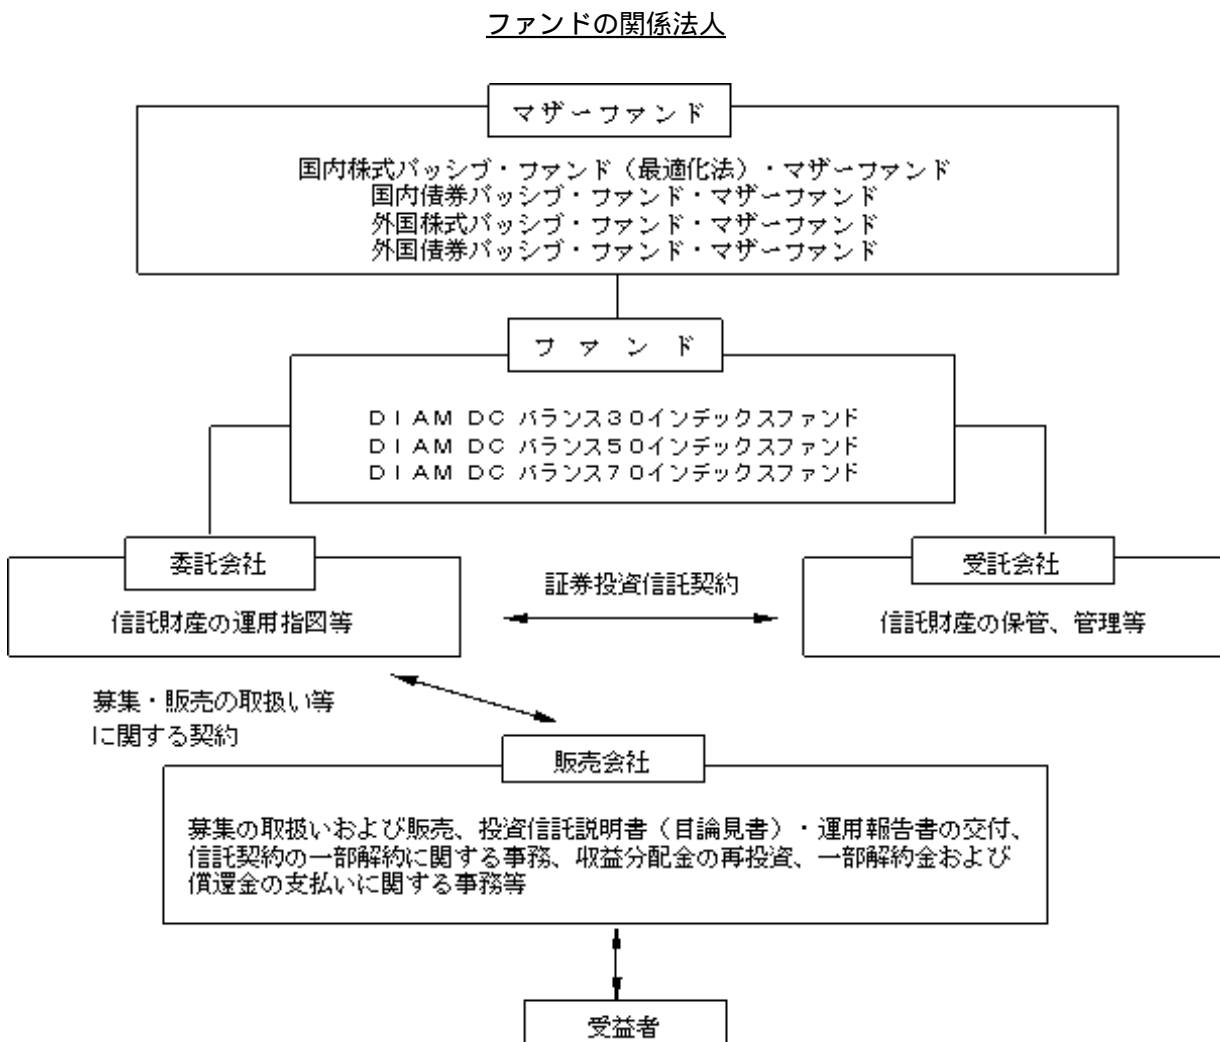 ファンドの関係法人
マザーファンド
国内株式パッシブ・ファンド（最適化法）・マザーファンド
国内債券パッシブ・ファンド・マザーファンド
外国株式パッシブ・ファンド・マザーファンド
外国債券パッシブ・ファンド・マザーファンド
ファンド
ＤＩＡＭ ＤＣ バランス３０インデックスファンド
ＤＩＡＭ ＤＣ バランス５０インデックスファンド
ＤＩＡＭ ＤＣ バランス７０インデックスファンド
委託会社
信託財産の運用指図等
証券投資信託契約
受託会社
信託財産の保管、管理等
募集・販売の取扱い等
に関する契約
販売会社
募集の取扱いおよび販売、投資信託説明書（目論見書）・運用報告書の交付、
信託契約の一部解約に関する事務、収益分配金の再投資、一部解約金および
償還金の支払いに関する事務等
受益者